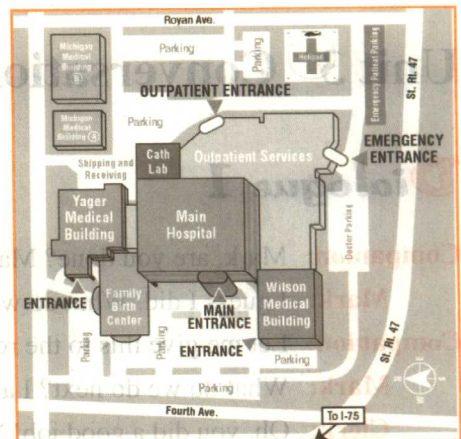 Royan Ave.
Michigan
Medical
Building
B
Parking
Parking
Helipad
Emergency Patient Parking
St. Rt. 47
OUTPATIENT ENTRANCE
Michigan
Medical
Building A
Parking
EMERGENCY
ENTRANCE
Shipping and
Receiving
Cath
Lab
Outpatient Services
Yager
Medical
Building
Main
Hospital
Doctor Parking
ENTRANCE
Family
Birth
Center
MAIN
ENTRANCE
Wilson
Medical
Building
ENTRANCE
Parking
Parking
Parking
Parking
St. Rt. 47
Fourth Ave.
To I-75